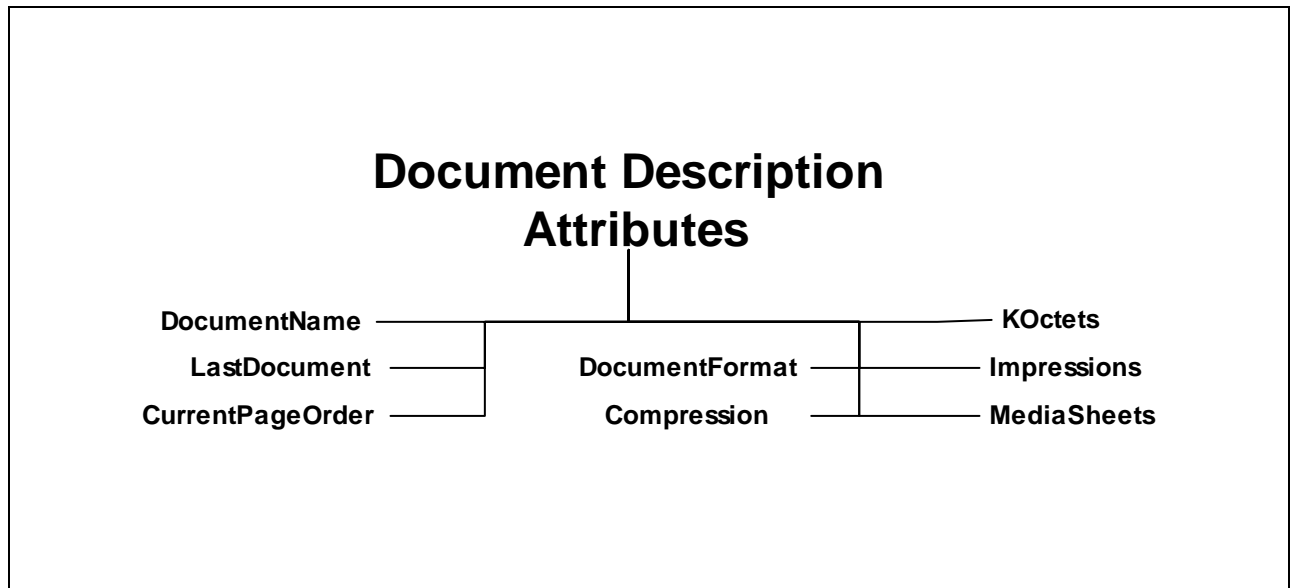 Document Description
Attributes
DocumentName
LastDocument
CurrentPageOrder
DocumentFormat
Compression
KOctets
Impressions
MediaSheets